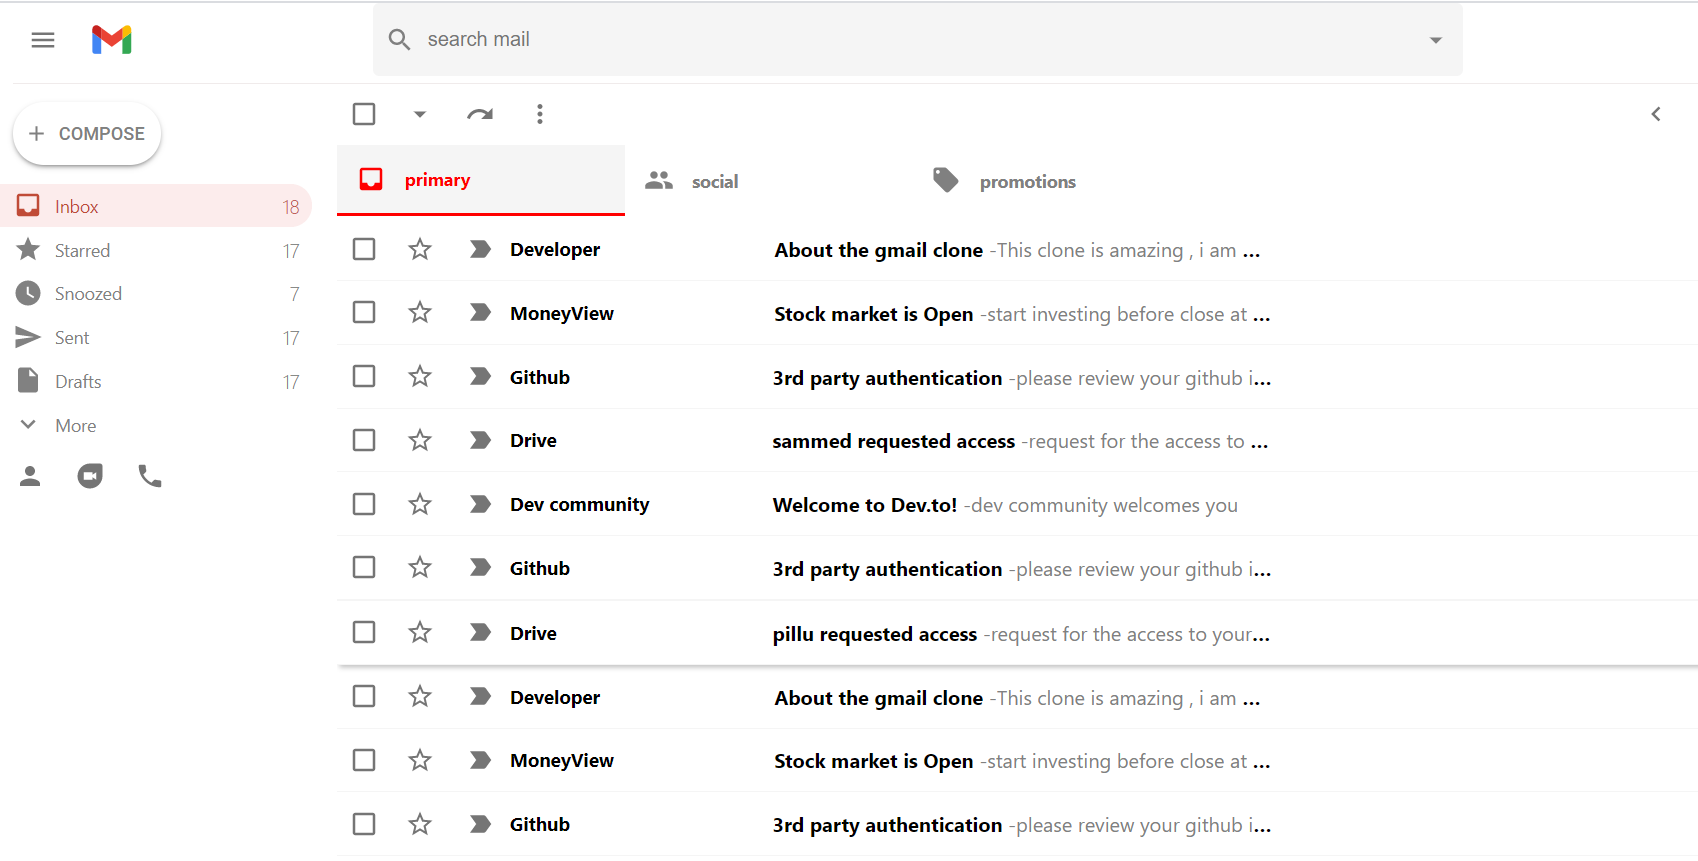 search mail
COMPOSE
Inbox 18
Starred 17
Snoozed 7
Sent 17
Drafts 17
More
primary social promotions
Developer About the gmail clone -This clone is amazing , i am ...
MoneyView Stock market is Open -start investing before close at ...
Github 3rd party authentication -please review your github i...
Drive sammed requested access -request for the access to ...
Dev community Welcome to Dev.to! -dev community welcomes you
Github 3rd party authentication -please review your github i...
Drive pillu requested access -request for the access to your...
Developer About the gmail clone -This clone is amazing , i am ...
MoneyView Stock market is Open -start investing before close at ...
Github 3rd party authentication -please review your github i...